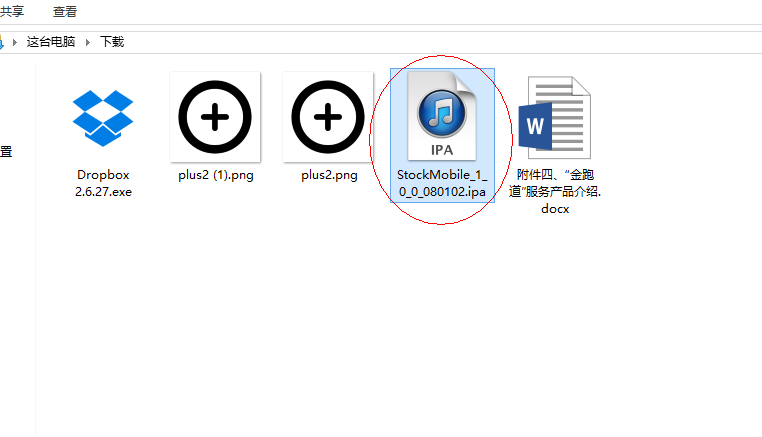 共享 查看
这台电脑 下载
置
W
IPA
Dropbox
2.6.27.exe
plus2 (1).png
plus2.png
StockMobile_1_
0_0_080102.ipa
附件四、“金跑
道”服务产品介绍.
docx